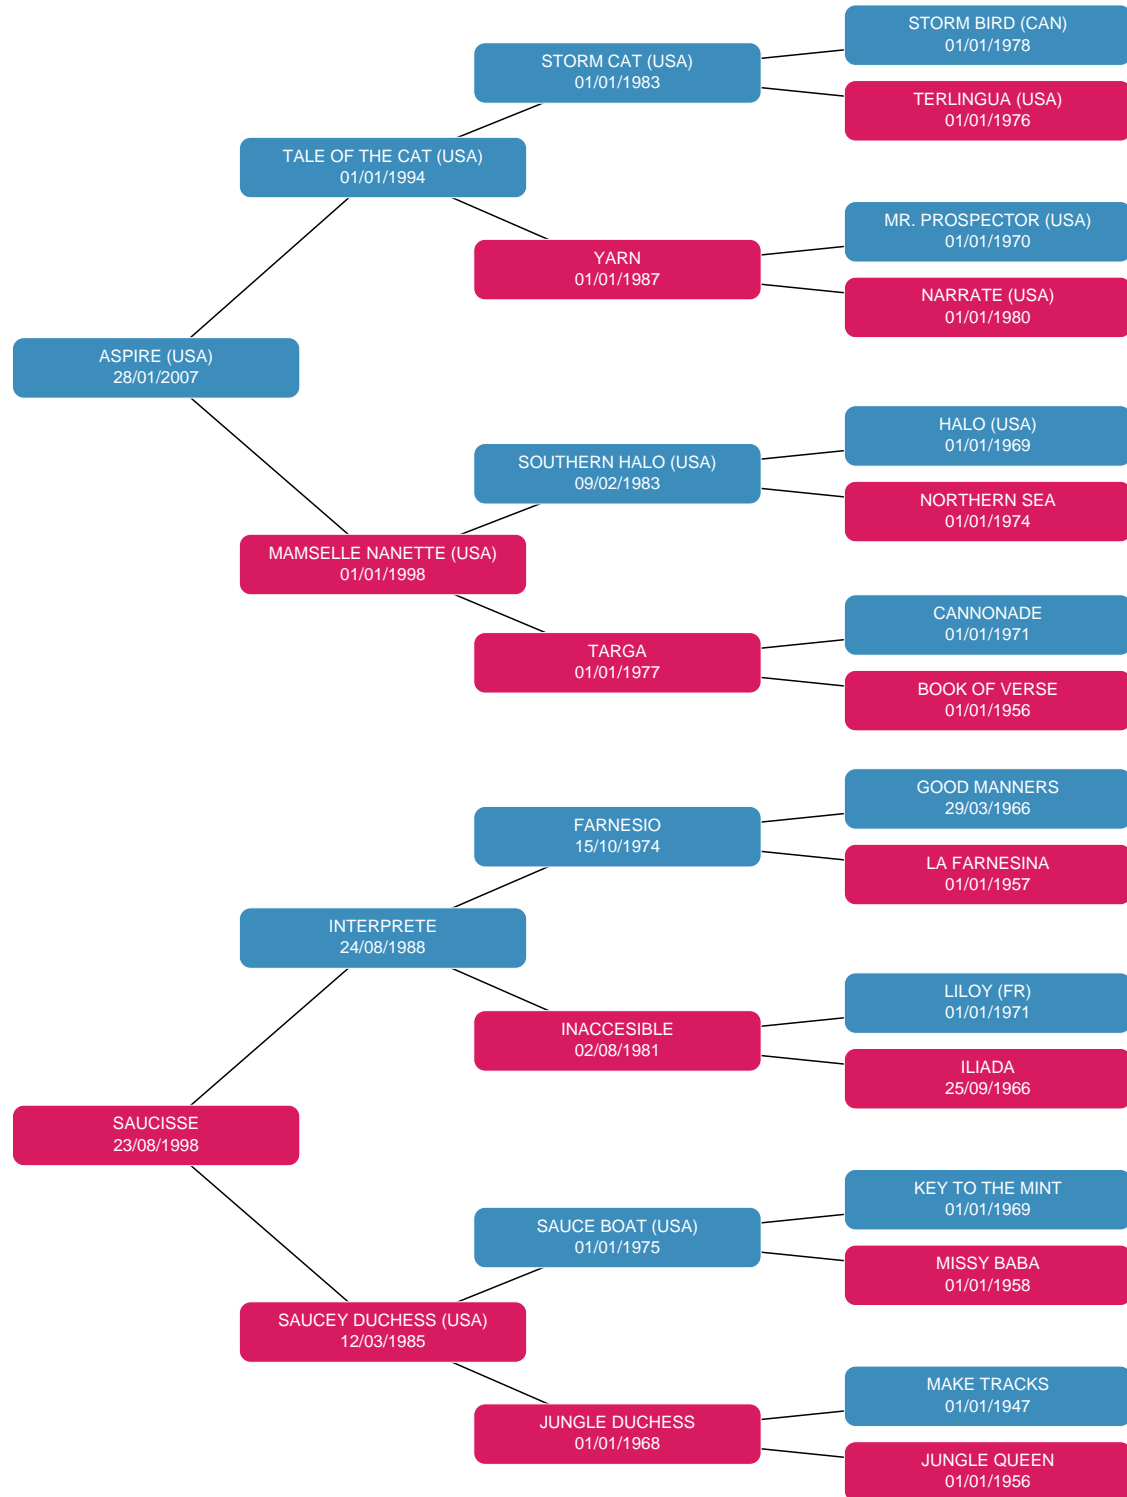 STORM BIRD (CAN)
01/01/1978
STORM CAT (USA)
01/01/1983
TERLINGUA (USA)
01/01/1976
TALE OF THE CAT (USA)
01/01/1994
MR. PROSPECTOR (USA)
01/01/1970
YARN
01/01/1987
NARRATE (USA)
01/01/1980
ASPIRE (USA)
28/01/2007
HALO (USA)
01/01/1969
SOUTHERN HALO (USA)
09/02/1983
NORTHERN SEA
01/01/1974
MAMSELLE NANETTE (USA)
01/01/1998
CANNONADE
01/01/1971
TARGA
01/01/1977
BOOK OF VERSE
01/01/1956
GOOD MANNERS
29/03/1966
FARNESIO
15/10/1974
LA FARNESINA
01/01/1957
INTERPRETE
24/08/1988
LILOY (FR)
01/01/1971
INACCESIBLE
02/08/1981
ILIADA
25/09/1966
SAUCISSE
23/08/1998
KEY TO THE MINT
01/01/1969
SAUCE BOAT (USA)
01/01/1975
MISSY BABA
01/01/1958
SAUCEY DUCHESS (USA)
12/03/1985
MAKE TRACKS
01/01/1947
JUNGLE DUCHESS
01/01/1968
JUNGLE QUEEN
01/01/1956